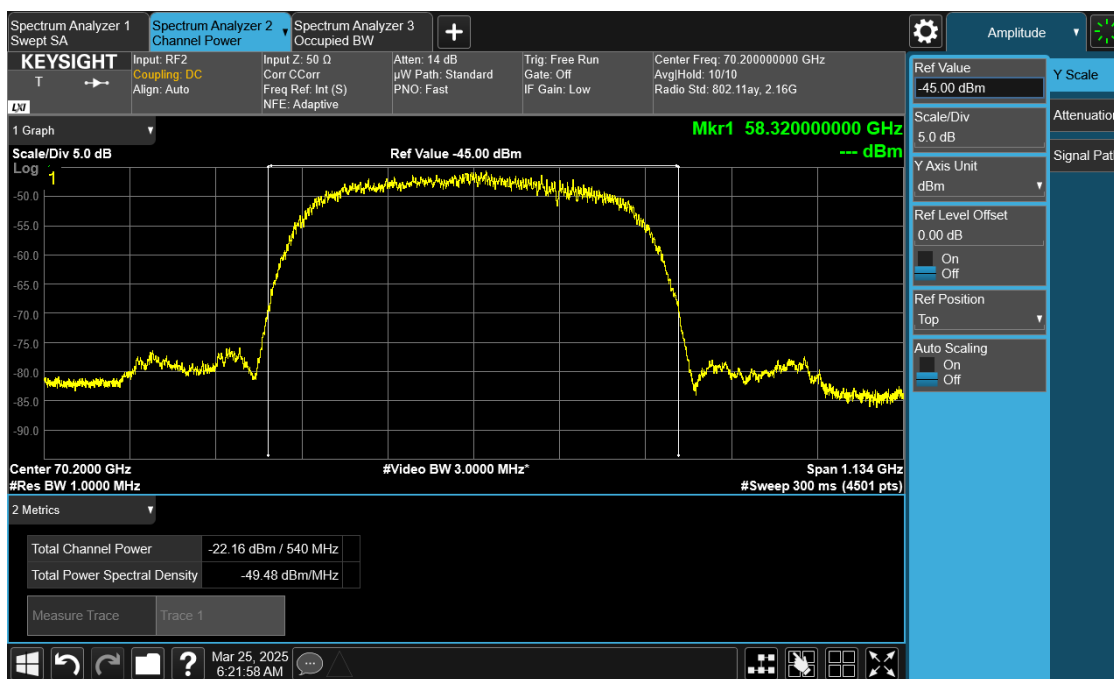 Spectrum Analyzer 1
Swept SA
Spectrum Analyzer 2
Channel Power
Spectrum Analyzer 3
Occupied BW
Amplitude
KEYSIGHT
T
LXI
Input: RF2
Coupling: DC
Align: Auto
Input Z: 50 Ω
Corr CCorr
Freq Ref: Int (S)
NFE: Adaptive
Atten: 14 dB
µW Path: Standard
PNO: Fast
Trig: Free Run
Gate: Off
IF Gain: Low
Center Freq: 70.200000000 GHz
Avg|Hold: 10/10
Radio Std: 802.11ay, 2.16G
1 Graph
Mkr1 58.320000000 GHz
--- dBm
Scale/Div 5.0 dB
Ref Value -45.00 dBm
Log
1
-50.0
-55.0
-60.0
-65.0
-70.0
-75.0
-80.0
-85.0
-90.0
Center 70.2000 GHz
#Video BW 3.0000 MHz*
Span 1.134 GHz
#Res BW 1.0000 MHz
#Sweep 300 ms (4501 pts)
2 Metrics
Total Channel Power -22.16 dBm / 540 MHz
Total Power Spectral Density -49.48 dBm/MHz
Measure Trace Trace 1
Mar 25, 2025
6:21:58 AM
Ref Value
-45.00 dBm
Scale/Div
5.0 dB
Y Axis Unit
dBm
Ref Level Offset
0.00 dB
On
Off
Ref Position
Top
Auto Scaling
On
Off
Y Scale
Attenuation
Signal Pat